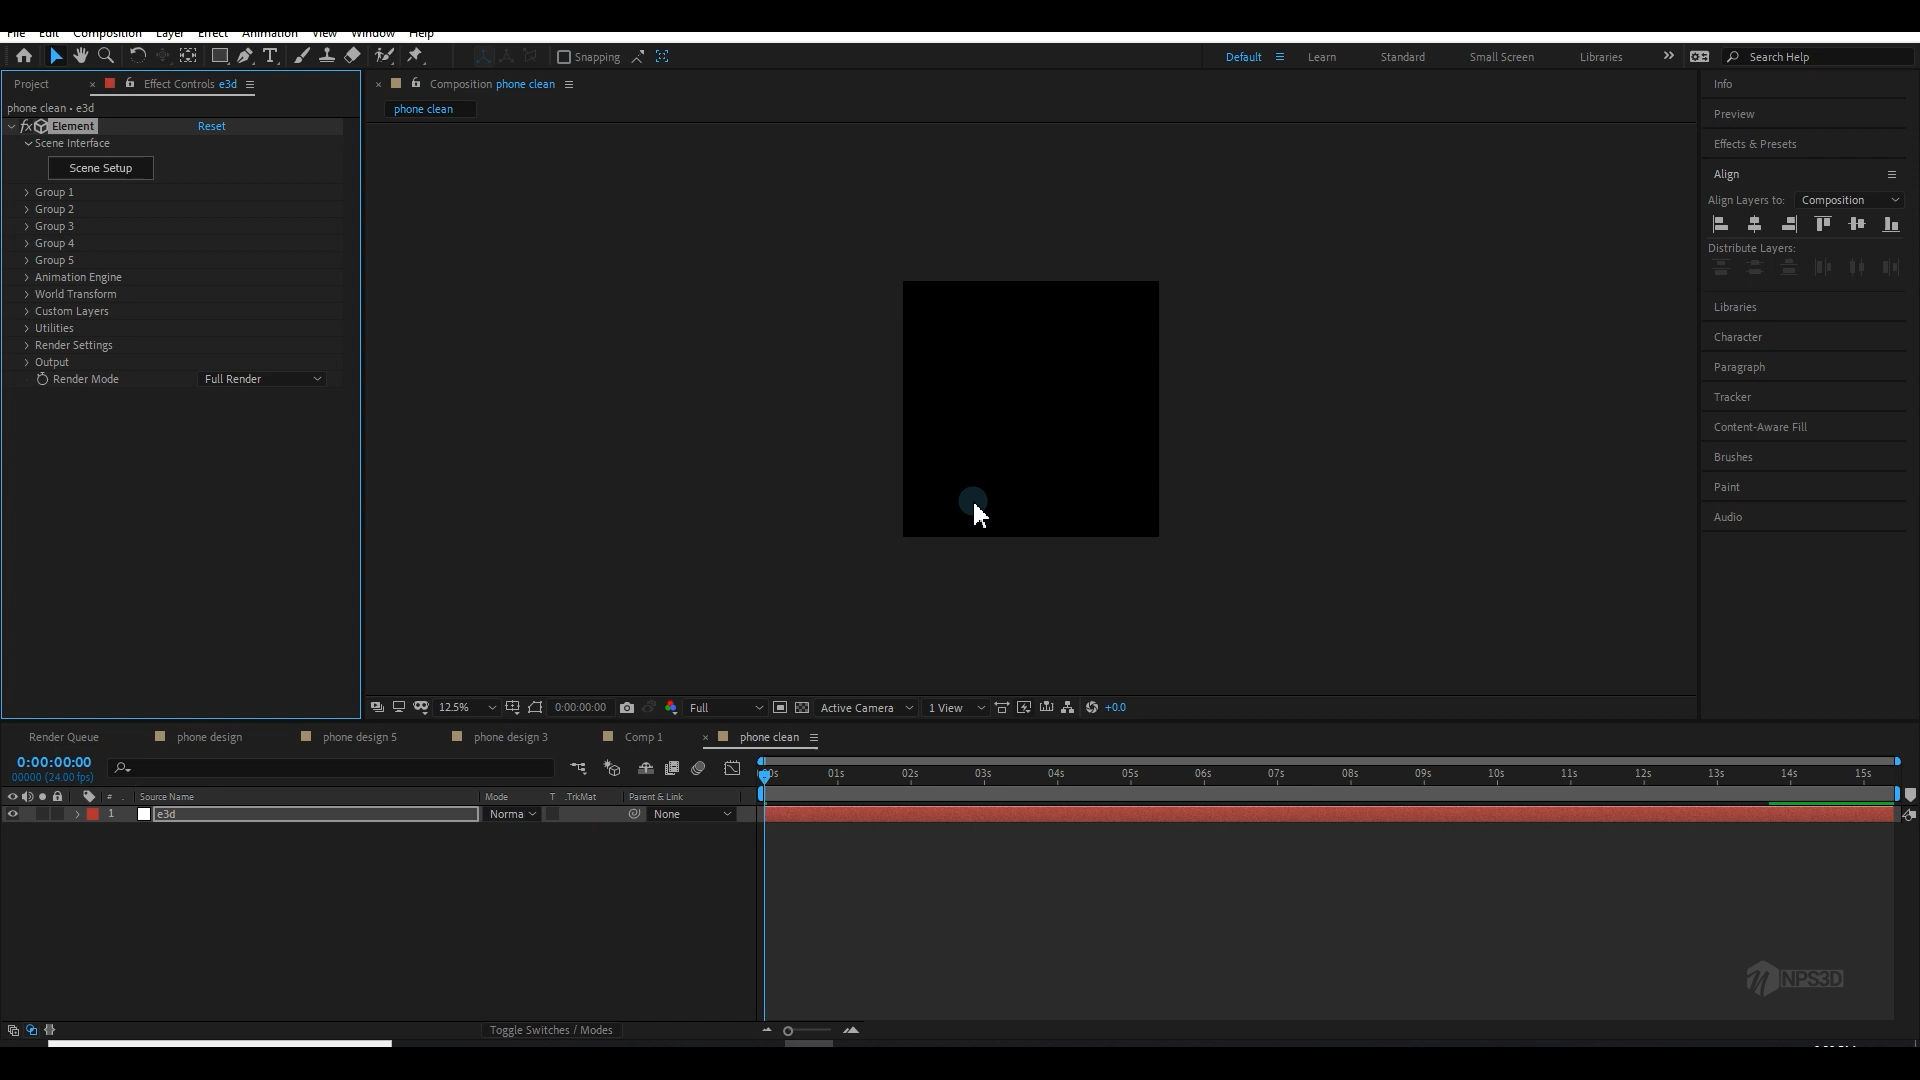 File Edit Composition Layer Effect Animation View Window Help
Snapping
Default
Learn
Standard
Small Screen
Libraries
Search Help
Project
Effect Controls e3d
phone clean • e3d
fx Element
Reset
Scene Interface
Scene Setup
Group 1
Group 2
Group 3
Group 4
Group 5
Animation Engine
World Transform
Custom Layers
Utilities
Render Settings
Output
Render Mode
Full Render
Composition phone clean
phone clean
12.5%
0:00:00:00
Full
Active Camera
1 View
+0.0
Info
Preview
Effects & Presets
Align
Align Layers to:
Composition
Distribute Layers:
Libraries
Character
Paragraph
Tracker
Content-Aware Fill
Brushes
Paint
Audio
Render Queue
phone design
phone design 5
phone design 3
Comp 1
phone clean
0:00:00:00
00000 (24.00 fps)
01s 02s 03s 04s 05s 06s 07s 08s 09s 10s 11s 12s 13s 14s 15s
# . Source Name
Mode
T .TrkMat
Parent & Link
1
e3d
Norma
None
NPS3D
Toggle Switches / Modes